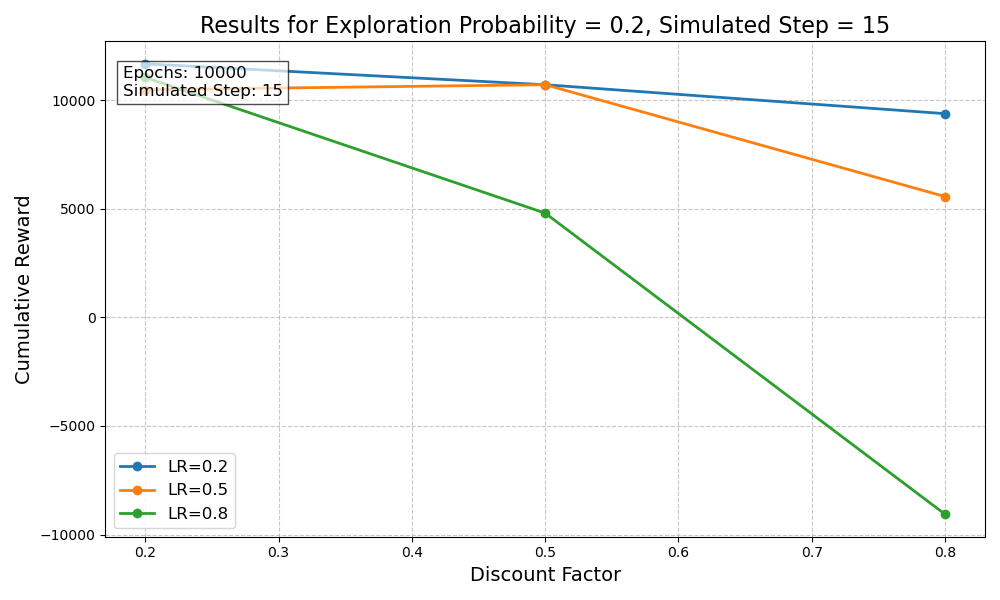 Results for Exploration Probability = 0.2, Simulated Step = 15
Epochs: 10000
Simulated Step: 15
Cumulative Reward
10000
5000
0
−5000
−10000
LR=0.2
LR=0.5
LR=0.8
0.2 0.3 0.4 0.5 0.6 0.7 0.8
Discount Factor